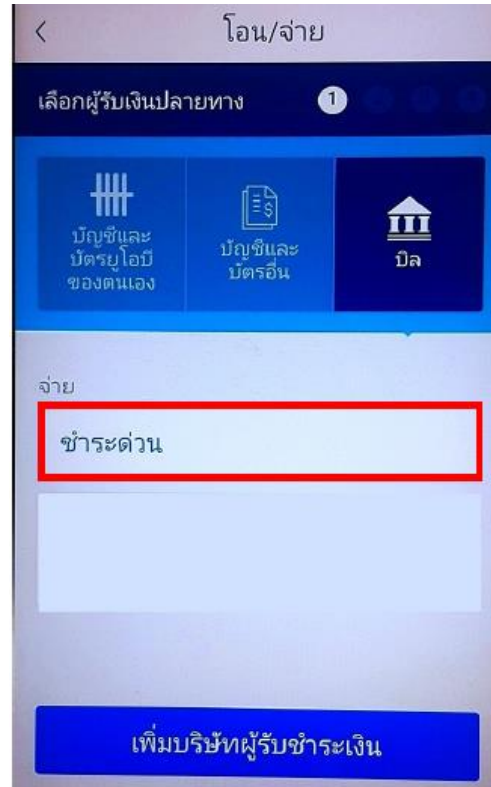 โอน/จ่าย
เลือกผู้รับเงินปลายทาง 1
บัญชีและ
บัตรยูโอบี
ของตนเอง
บัญชีและ
บัตรอื่น
บิล
จ่าย
ชำระด่วน
เพิ่มบริษัทผู้รับชำระเงิน